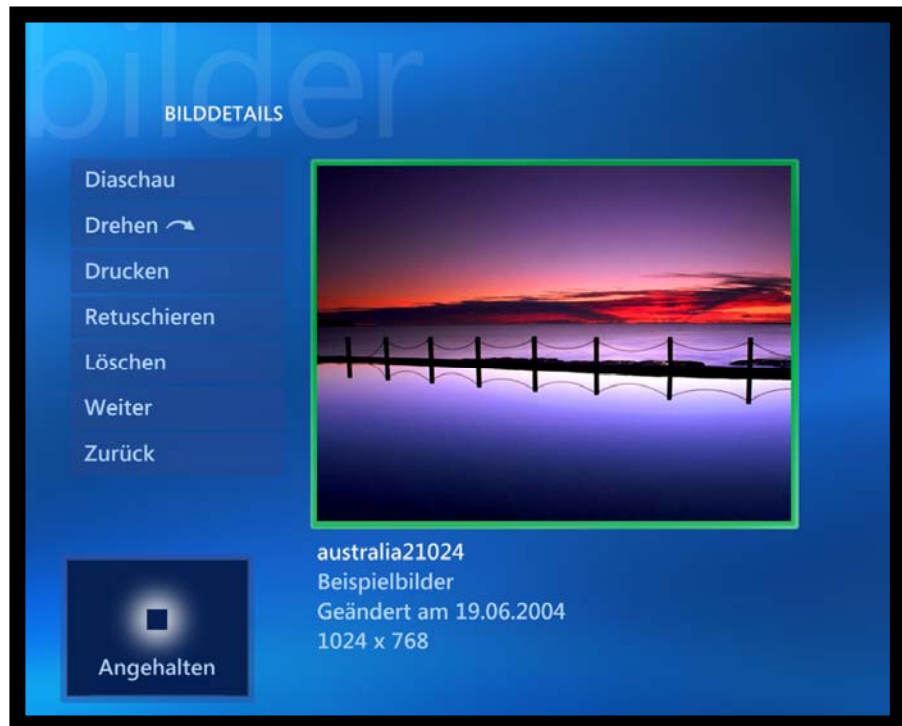 bilder
BILDDETAILS
Diaschau
Drehen
Drucken
Retuschieren
Löschen
Weiter
Zurück
australia21024
Beispielbilder
Geändert am 19.06.2004
1024 x 768
Angehalten